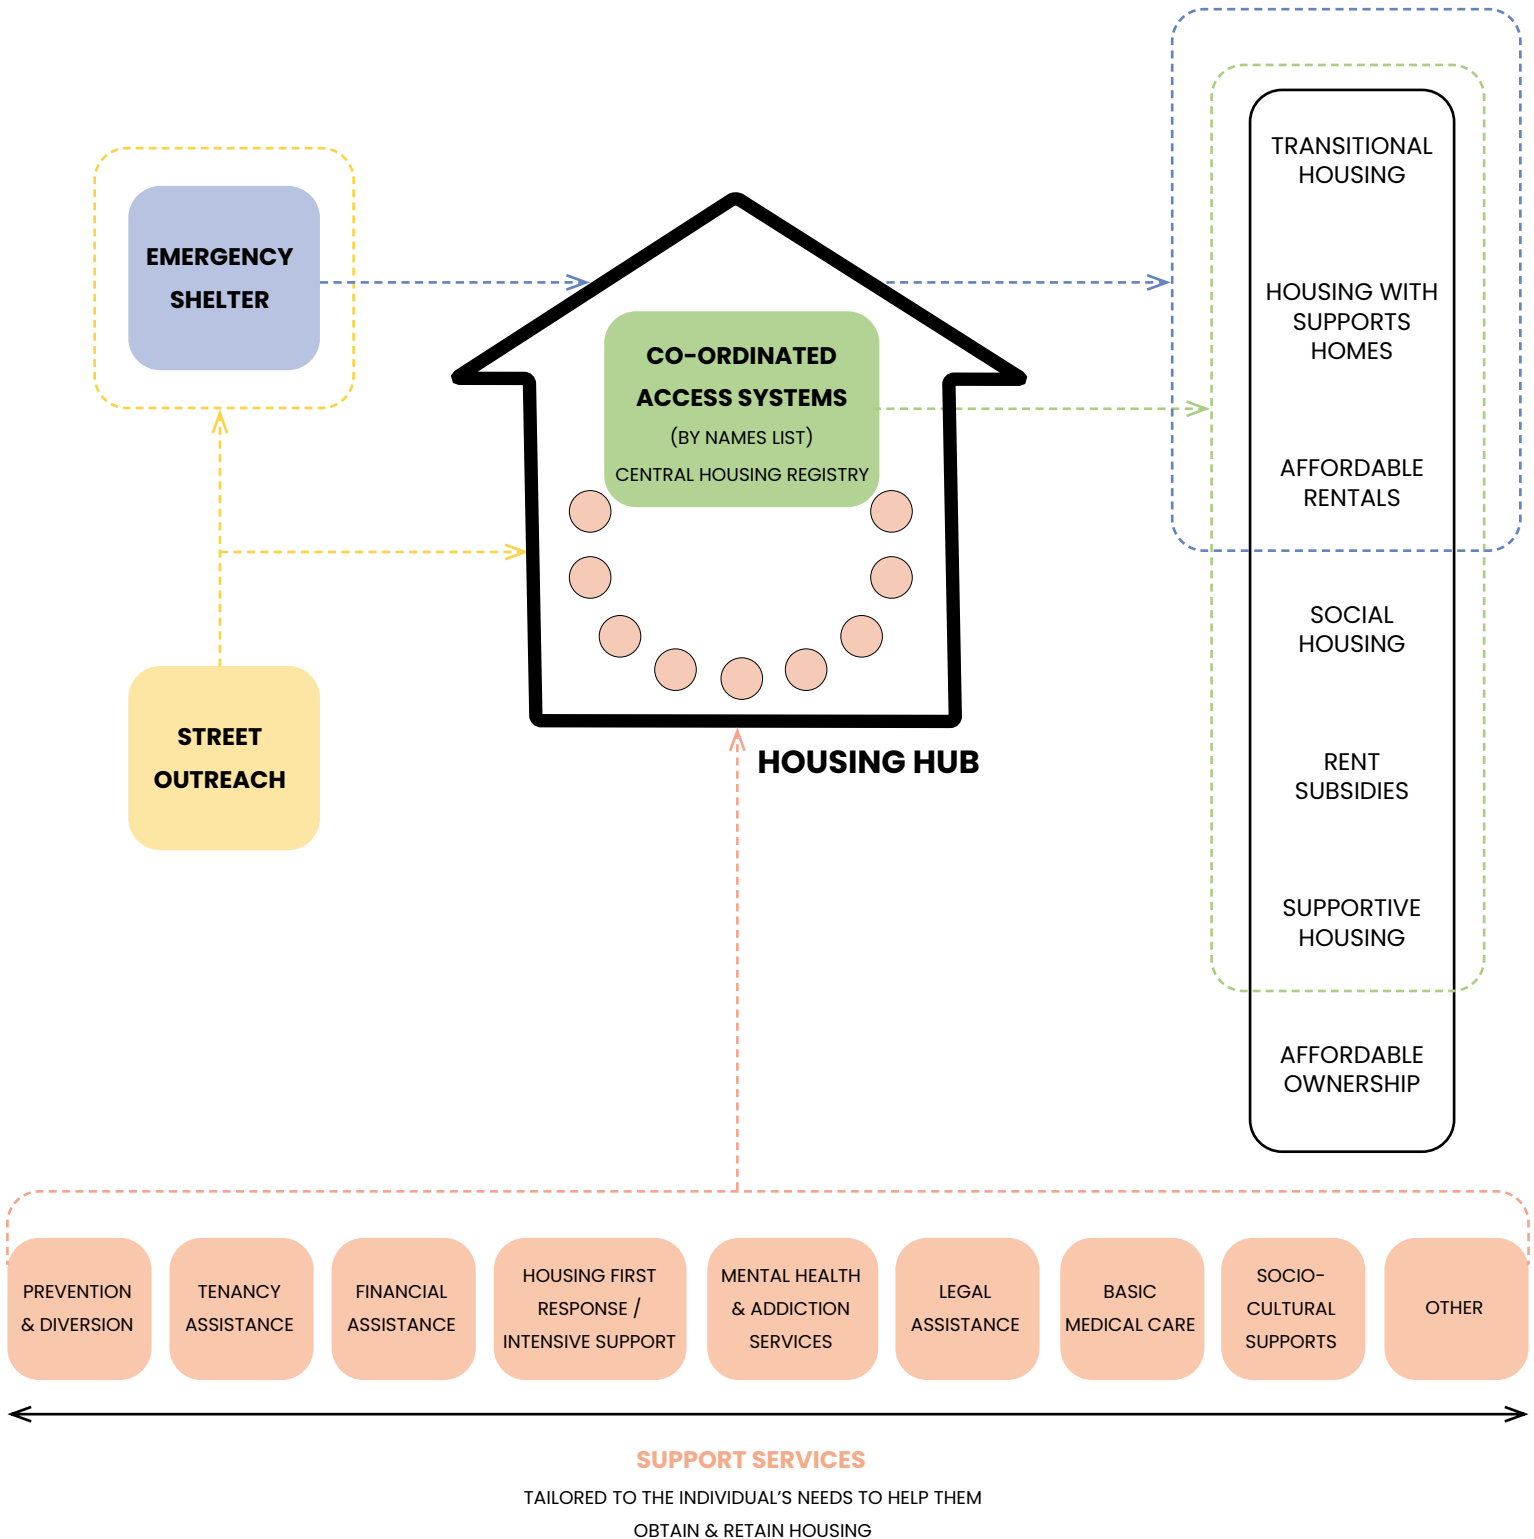 EMERGENCY
SHELTER
STREET
OUTREACH
CO-ORDINATED
ACCESS SYSTEMS
(BY NAMES LIST)
CENTRAL HOUSING REGISTRY
HOUSING HUB
TRANSITIONAL
HOUSING
HOUSING WITH
SUPPORTS
HOMES
AFFORDABLE
RENTALS
SOCIAL
HOUSING
RENT
SUBSIDIES
SUPPORTIVE
HOUSING
AFFORDABLE
OWNERSHIP
PREVENTION
& DIVERSION
TENANCY
ASSISTANCE
FINANCIAL
ASSISTANCE
HOUSING FIRST
RESPONSE /
INTENSIVE SUPPORT
MENTAL HEALTH
& ADDICTION
SERVICES
LEGAL
ASSISTANCE
BASIC
MEDICAL CARE
SOCIO-
CULTURAL
SUPPORTS
OTHER
SUPPORT SERVICES
TAILORED TO THE INDIVIDUAL'S NEEDS TO HELP THEM
OBTAIN & RETAIN HOUSING